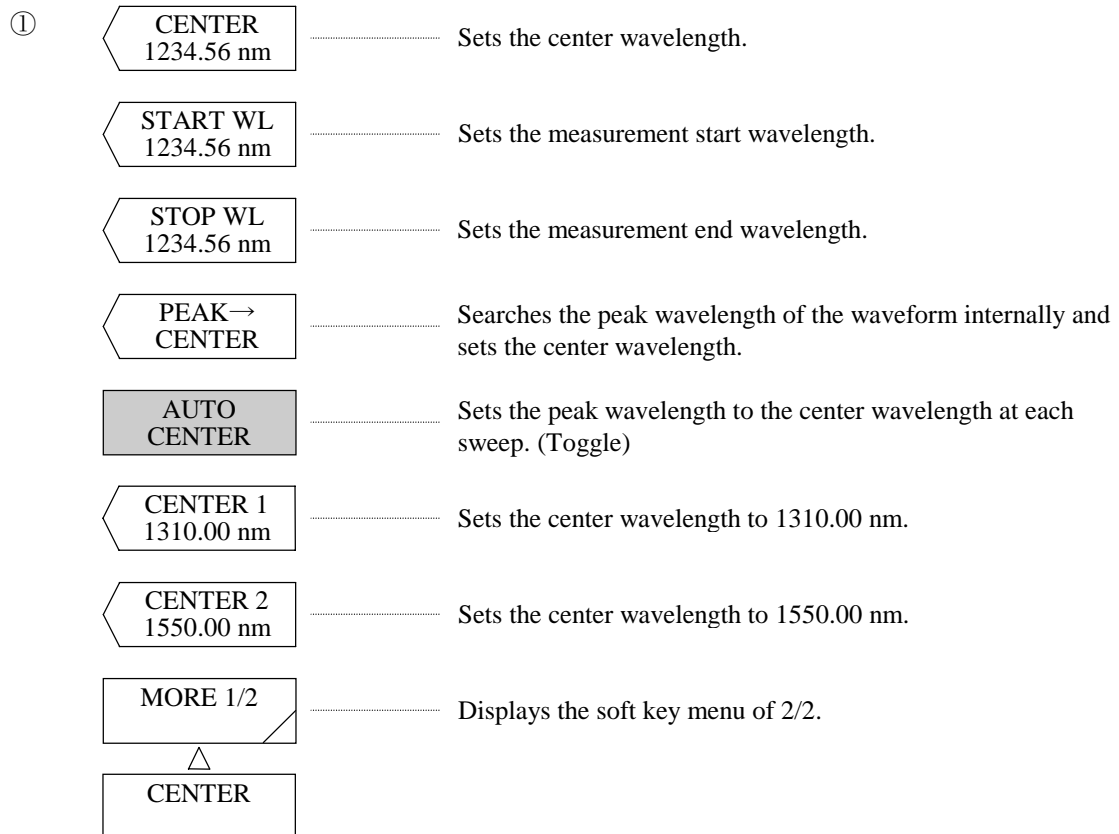 ①
CENTER
1234.56 nm
Sets the center wavelength.
START WL
1234.56 nm
Sets the measurement start wavelength.
STOP WL
1234.56 nm
Sets the measurement end wavelength.
PEAK→
CENTER
Searches the peak wavelength of the waveform internally and
sets the center wavelength.
AUTO
CENTER
Sets the peak wavelength to the center wavelength at each
sweep. (Toggle)
CENTER 1
1310.00 nm
Sets the center wavelength to 1310.00 nm.
CENTER 2
1550.00 nm
Sets the center wavelength to 1550.00 nm.
MORE 1/2
Displays the soft key menu of 2/2.
CENTER